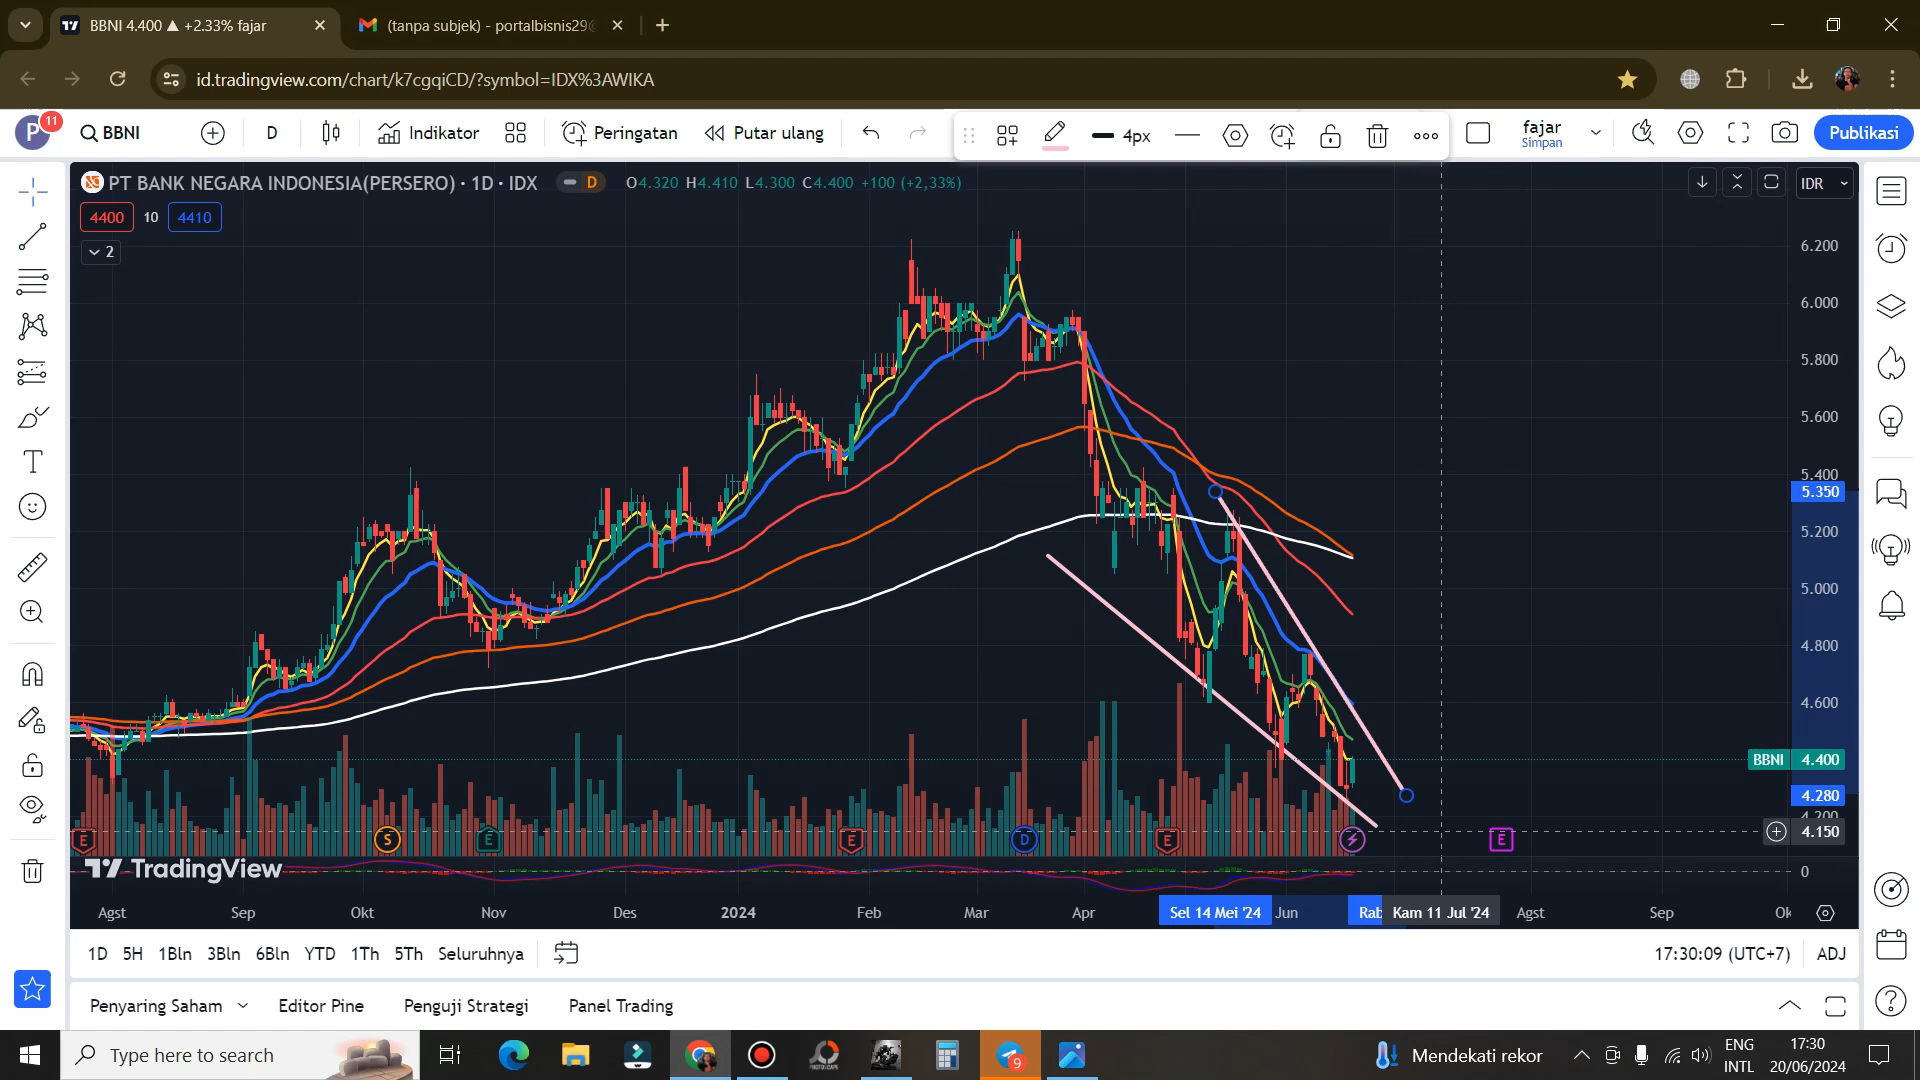 BBNI 4.400 ▲ +2.33% fajar
(tanpa subjek) - portalbisnis29@
id.tradingview.com/chart/k7cgqiCD/?symbol=IDX%3AWIKA
P 11
BBNI
D
Indikator
Peringatan
Putar ulang
4px
fajar
Simpan
Publikasi
PT BANK NEGARA INDONESIA(PERSERO) · 1D · IDX
D
O4.320 H4.410 L4.300 C4.400 +100 (+2,33%)
IDR
4400 10 4410
2
6.200
6.000
5.800
5.600
5.400
5.350
5.200
5.000
4.800
4.600
BBNI 4.400
4.280
4.200
4.150
E S E E D E E
TradingView
0
Agst Sep Okt Nov Des 2024 Feb Mar Apr Sel 14 Mei '24 Jun Rab Kam 11 Jul '24 Agst Sep Ok
1D 5H 1Bln 3Bln 6Bln YTD 1Th 5Th Seluruhnya
17:30:09 (UTC+7) ADJ
Penyaring Saham Editor Pine Penguji Strategi Panel Trading
Type here to search
9
Mendekati rekor
ENG
INTL
17:30
20/06/2024